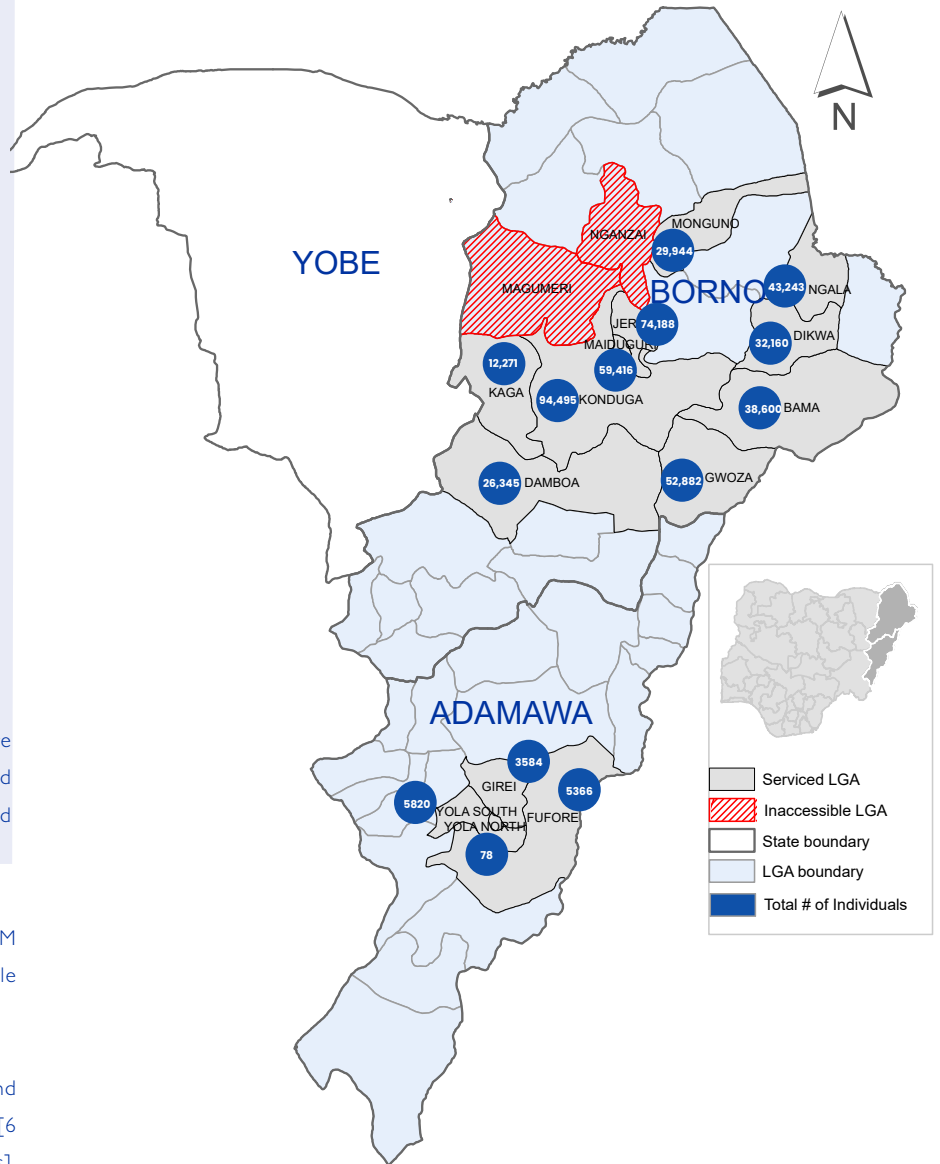 N
YOBE
BORNO
ADAMAWA
MONGUNO
29,944
NGANZAI
MAGUMERI
43,243
NGALA
JER
74,188
MAIDUGURI
32,160
DIKWA
12,271
KAGA
59,416
94,495
KONDUGA
38,600
BAMA
26,345
DAMBOA
52,882
GWOZA
3584
GIREI
5366
FUFORE
5820
YOLA SOUTH
YOLA NORTH
78
Serviced LGA
Inaccessible LGA
State boundary
LGA boundary
Total # of Individuals
e
d
d
M
le
nd
[6